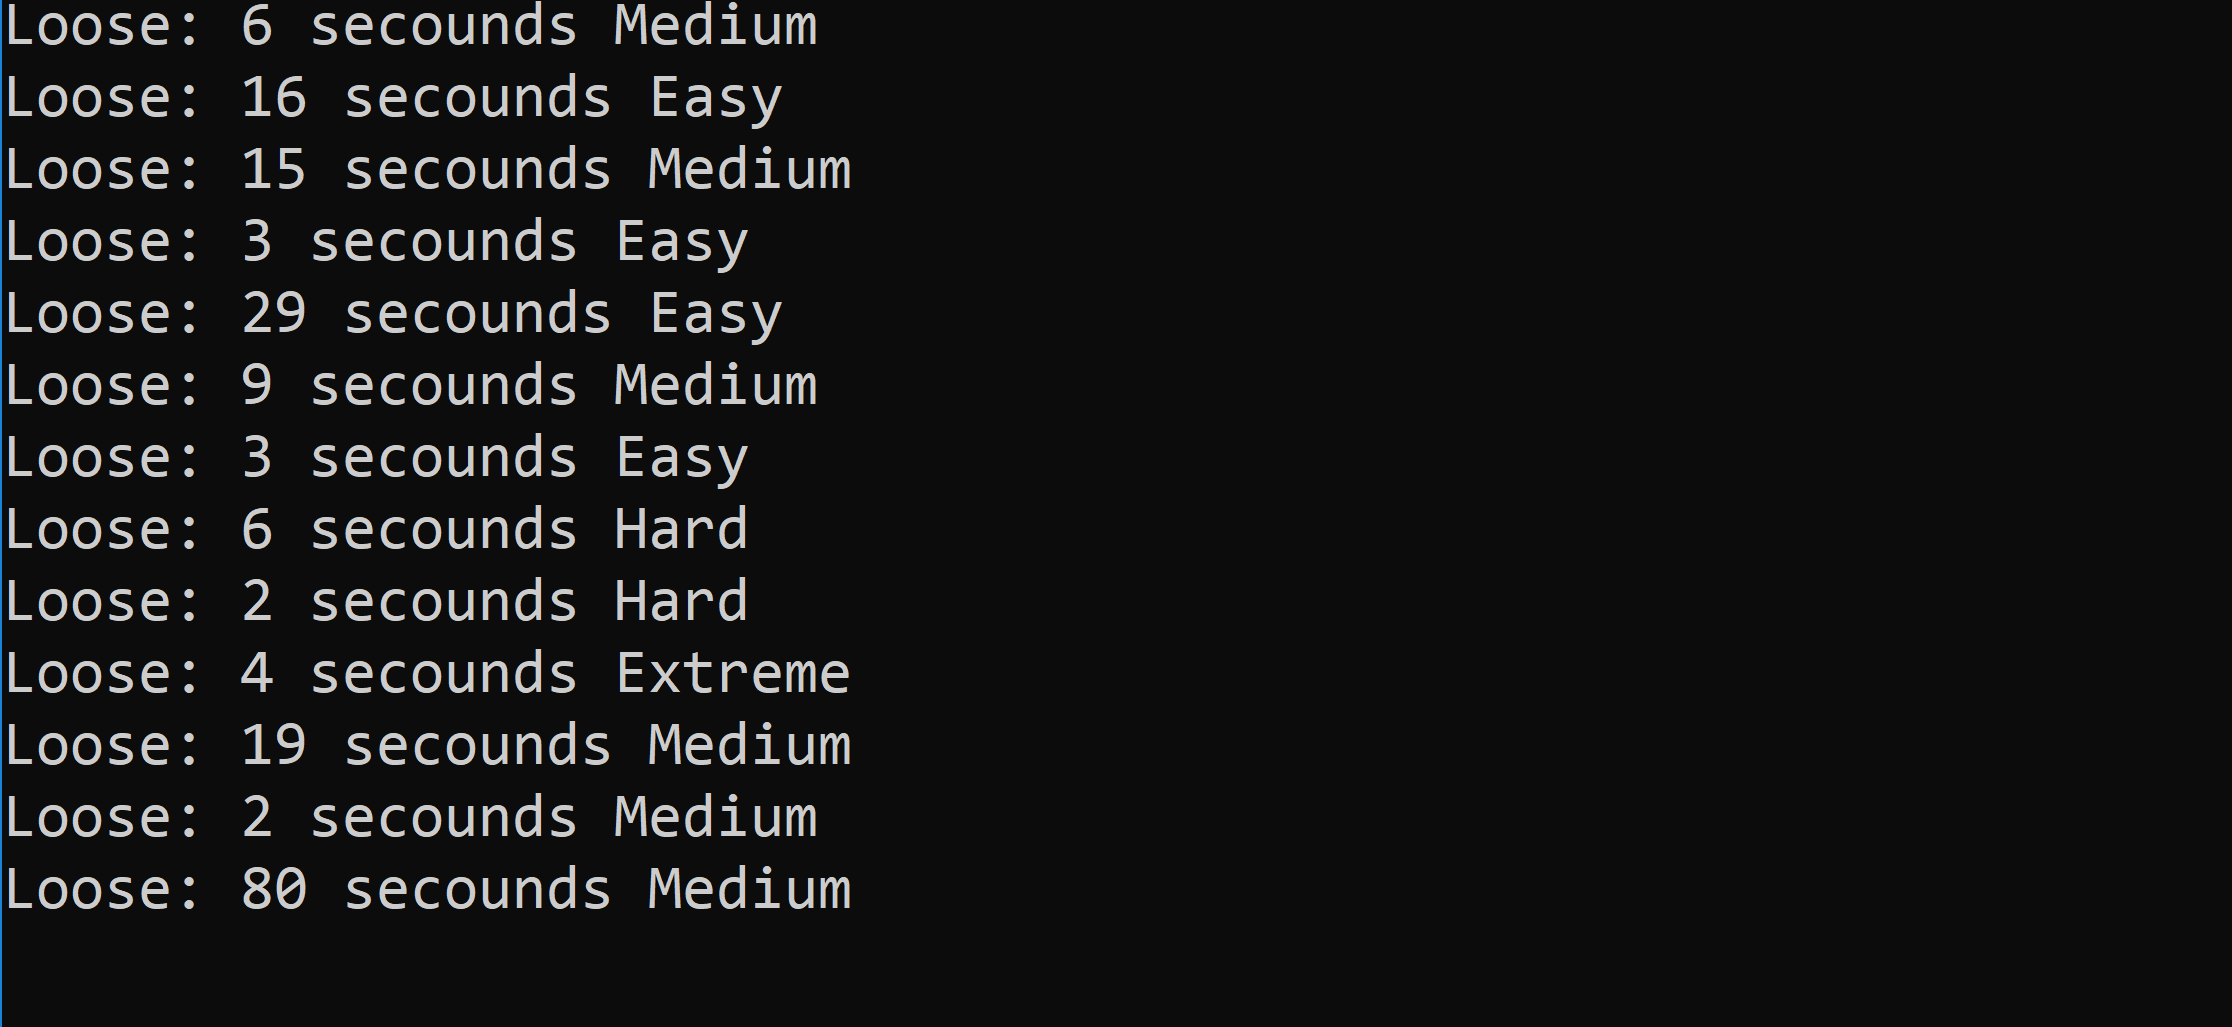 Loose: 6 secounds Medium
Loose: 16 secounds Easy
Loose: 15 secounds Medium
Loose: 3 secounds Easy
Loose: 29 secounds Easy
Loose: 9 secounds Medium
Loose: 3 secounds Easy
Loose: 6 secounds Hard
Loose: 2 secounds Hard
Loose: 4 secounds Extreme
Loose: 19 secounds Medium
Loose: 2 secounds Medium
Loose: 80 secounds Medium